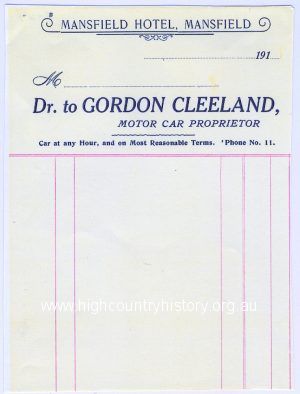 MANSFIELD HOTEL, MANSFIELD
191
M
Dr. to GORDON CLEELAND,
MOTOR CAR PROPRIETOR
Car at any Hour, and on Most Reasonable Terms. 'Phone No. 11.
www.highcountryhistory.org.au